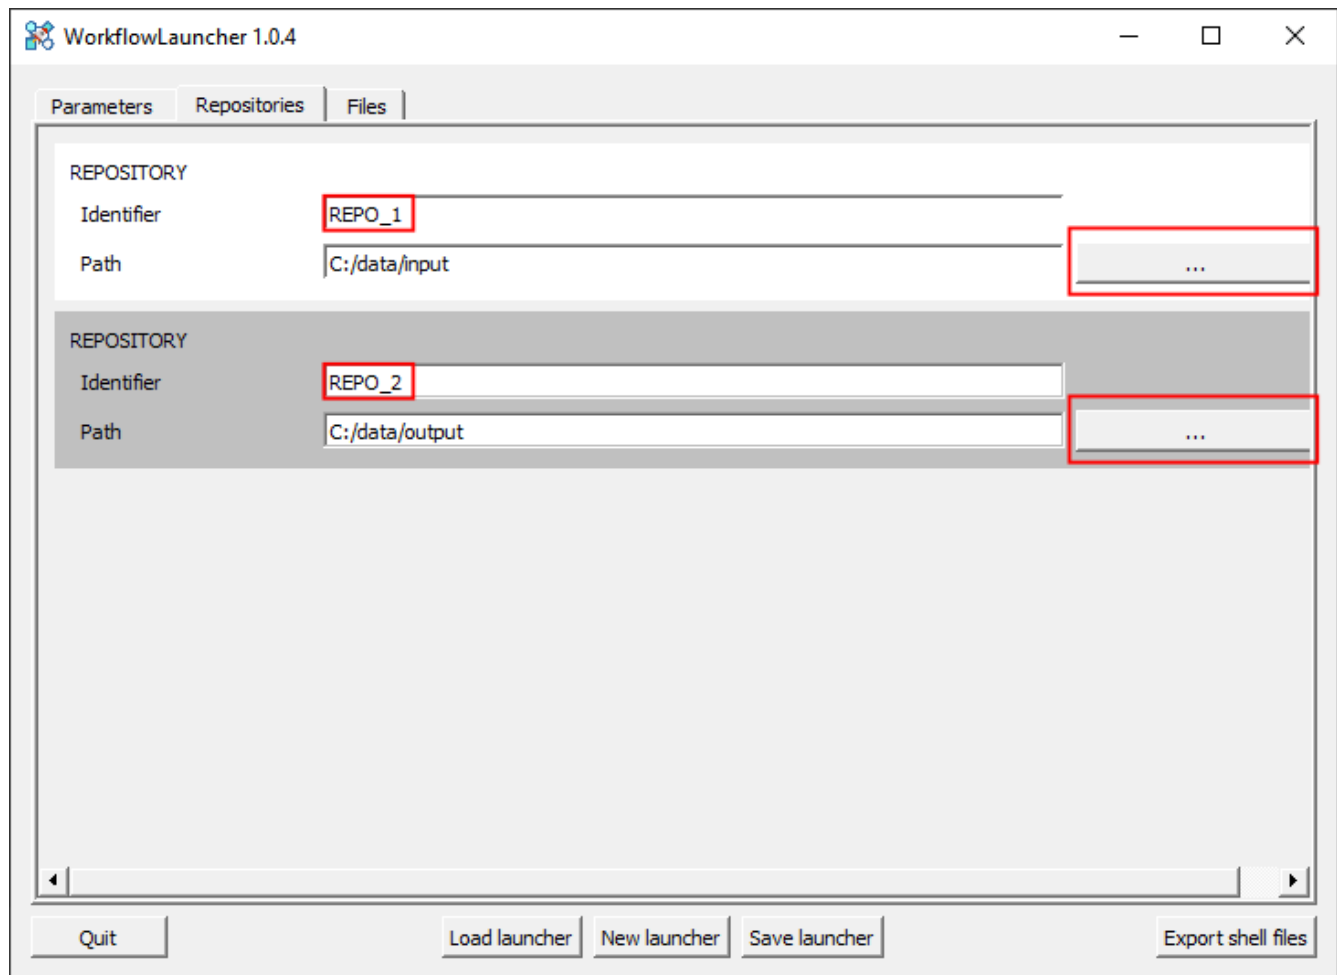 WorkflowLauncher 1.0.4
Parameters Repositories Files
REPOSITORY
Identifier REPO_1
Path C:/data/input ...
REPOSITORY
Identifier REPO_2
Path C:/data/output ...
Quit Load launcher New launcher Save launcher Export shell files